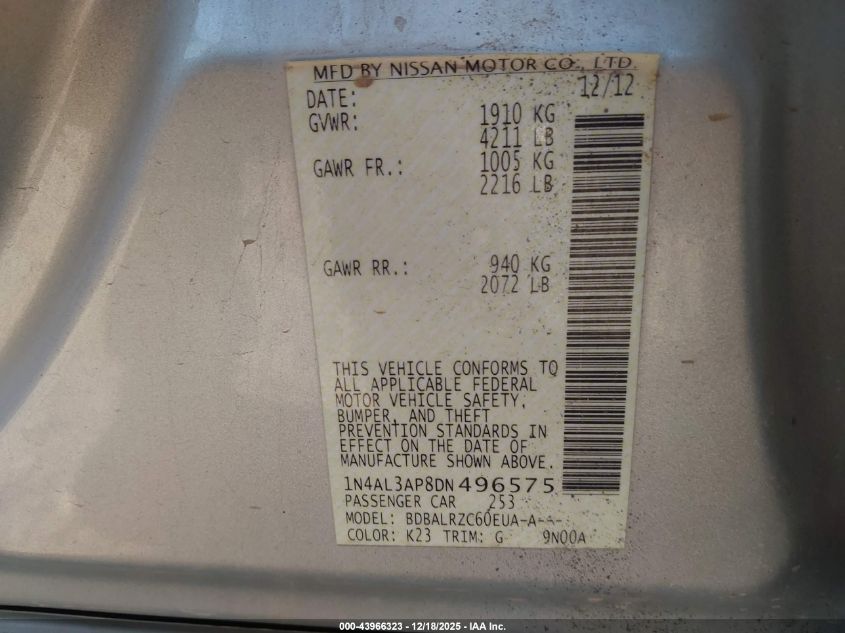 MFD BY NISSAN MOTOR CO., LTD.
DATE: 12/12
GVWR: 1910 KG
4211 LB
GAWR FR.: 1005 KG
2216 LB
GAWR RR.: 940 KG
2072 LB
THIS VEHICLE CONFORMS TO
ALL APPLICABLE FEDERAL
MOTOR VEHICLE SAFETY,
BUMPER, AND THEFT
PREVENTION STANDARDS IN
EFFECT ON THE DATE OF
MANUFACTURE SHOWN ABOVE.
1N4AL3AP8DN496575
PASSENGER CAR 253
MODEL: BDBALRZC60EUA-A---
COLOR: K23 TRIM: G 9N00A
000-43966323 - 12/18/2025 - IAA Inc.